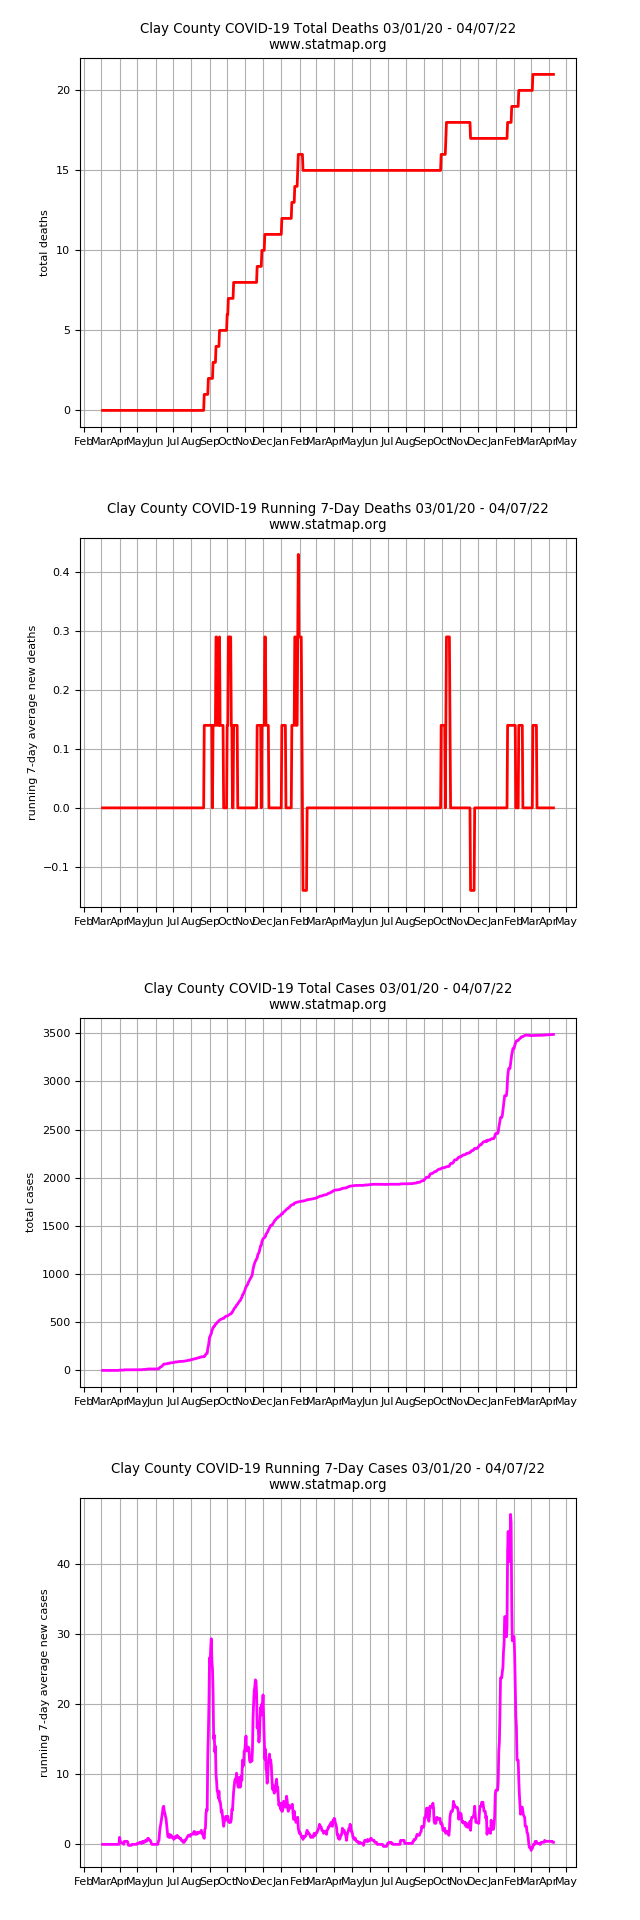 Clay County COVID-19 Total Deaths 03/01/20 - 04/07/22
www.statmap.org
20
15
10
5
0
total deaths
Feb Mar Apr May Jun Jul Aug Sep Oct Nov Dec Jan Feb Mar Apr May Jun Jul Aug Sep Oct Nov Dec Jan Feb Mar Apr May
Clay County COVID-19 Running 7-Day Deaths 03/01/20 - 04/07/22
www.statmap.org
0.4
0.3
0.2
0.1
0.0
−0.1
running 7-day average new deaths
Feb Mar Apr May Jun Jul Aug Sep Oct Nov Dec Jan Feb Mar Apr May Jun Jul Aug Sep Oct Nov Dec Jan Feb Mar Apr May
Clay County COVID-19 Total Cases 03/01/20 - 04/07/22
www.statmap.org
3500
3000
2500
2000
1500
1000
500
0
total cases
Feb Mar Apr May Jun Jul Aug Sep Oct Nov Dec Jan Feb Mar Apr May Jun Jul Aug Sep Oct Nov Dec Jan Feb Mar Apr May
Clay County COVID-19 Running 7-Day Cases 03/01/20 - 04/07/22
www.statmap.org
40
30
20
10
0
running 7-day average new cases
Feb Mar Apr May Jun Jul Aug Sep Oct Nov Dec Jan Feb Mar Apr May Jun Jul Aug Sep Oct Nov Dec Jan Feb Mar Apr May